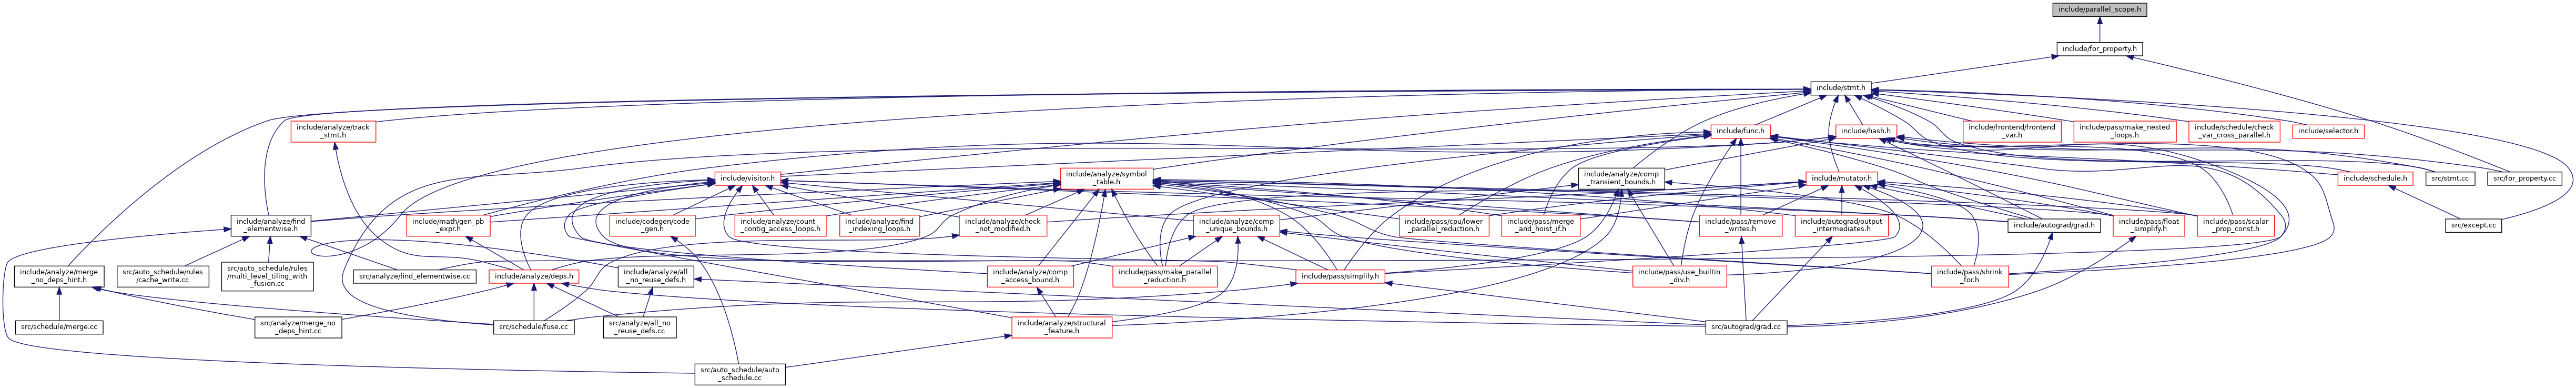 include/parallel_scope.h
include/for_property.h
include/stmt.h
include/analyze/track
_stmt.h
include/func.h
include/hash.h
include/frontend/frontend
_var.h
include/pass/make_nested
_loops.h
include/schedule/check
_var_cross_parallel.h
include/selector.h
include/visitor.h
include/analyze/symbol
_table.h
include/analyze/comp
_transient_bounds.h
include/mutator.h
include/schedule.h
src/stmt.cc
src/for_property.cc
include/analyze/find
_elementwise.h
include/math/gen_pb
_expr.h
include/codegen/code
_gen.h
include/analyze/count
_contig_access_loops.h
include/analyze/find
_indexing_loops.h
include/analyze/check
_not_modified.h
include/analyze/comp
_unique_bounds.h
include/pass/cpu/lower
_parallel_reduction.h
include/pass/merge
_and_hoist_if.h
include/pass/remove
_writes.h
include/autograd/output
_intermediates.h
include/autograd/grad.h
include/pass/float
_simplify.h
include/pass/scalar
_prop_const.h
src/except.cc
include/analyze/merge
_no_deps_hint.h
src/auto_schedule/rules
/cache_write.cc
src/auto_schedule/rules
/multi_level_tiling_with
_fusion.cc
src/analyze/find_elementwise.cc
include/analyze/deps.h
include/analyze/all
_no_reuse_defs.h
include/analyze/comp
_access_bound.h
include/pass/make_parallel
_reduction.h
include/pass/simplify.h
include/pass/use_builtin
_div.h
include/pass/shrink
_for.h
src/schedule/merge.cc
src/analyze/merge_no
_deps_hint.cc
src/schedule/fuse.cc
src/analyze/all_no
_reuse_defs.cc
include/analyze/structural
_feature.h
src/autograd/grad.cc
src/auto_schedule/auto
_schedule.cc